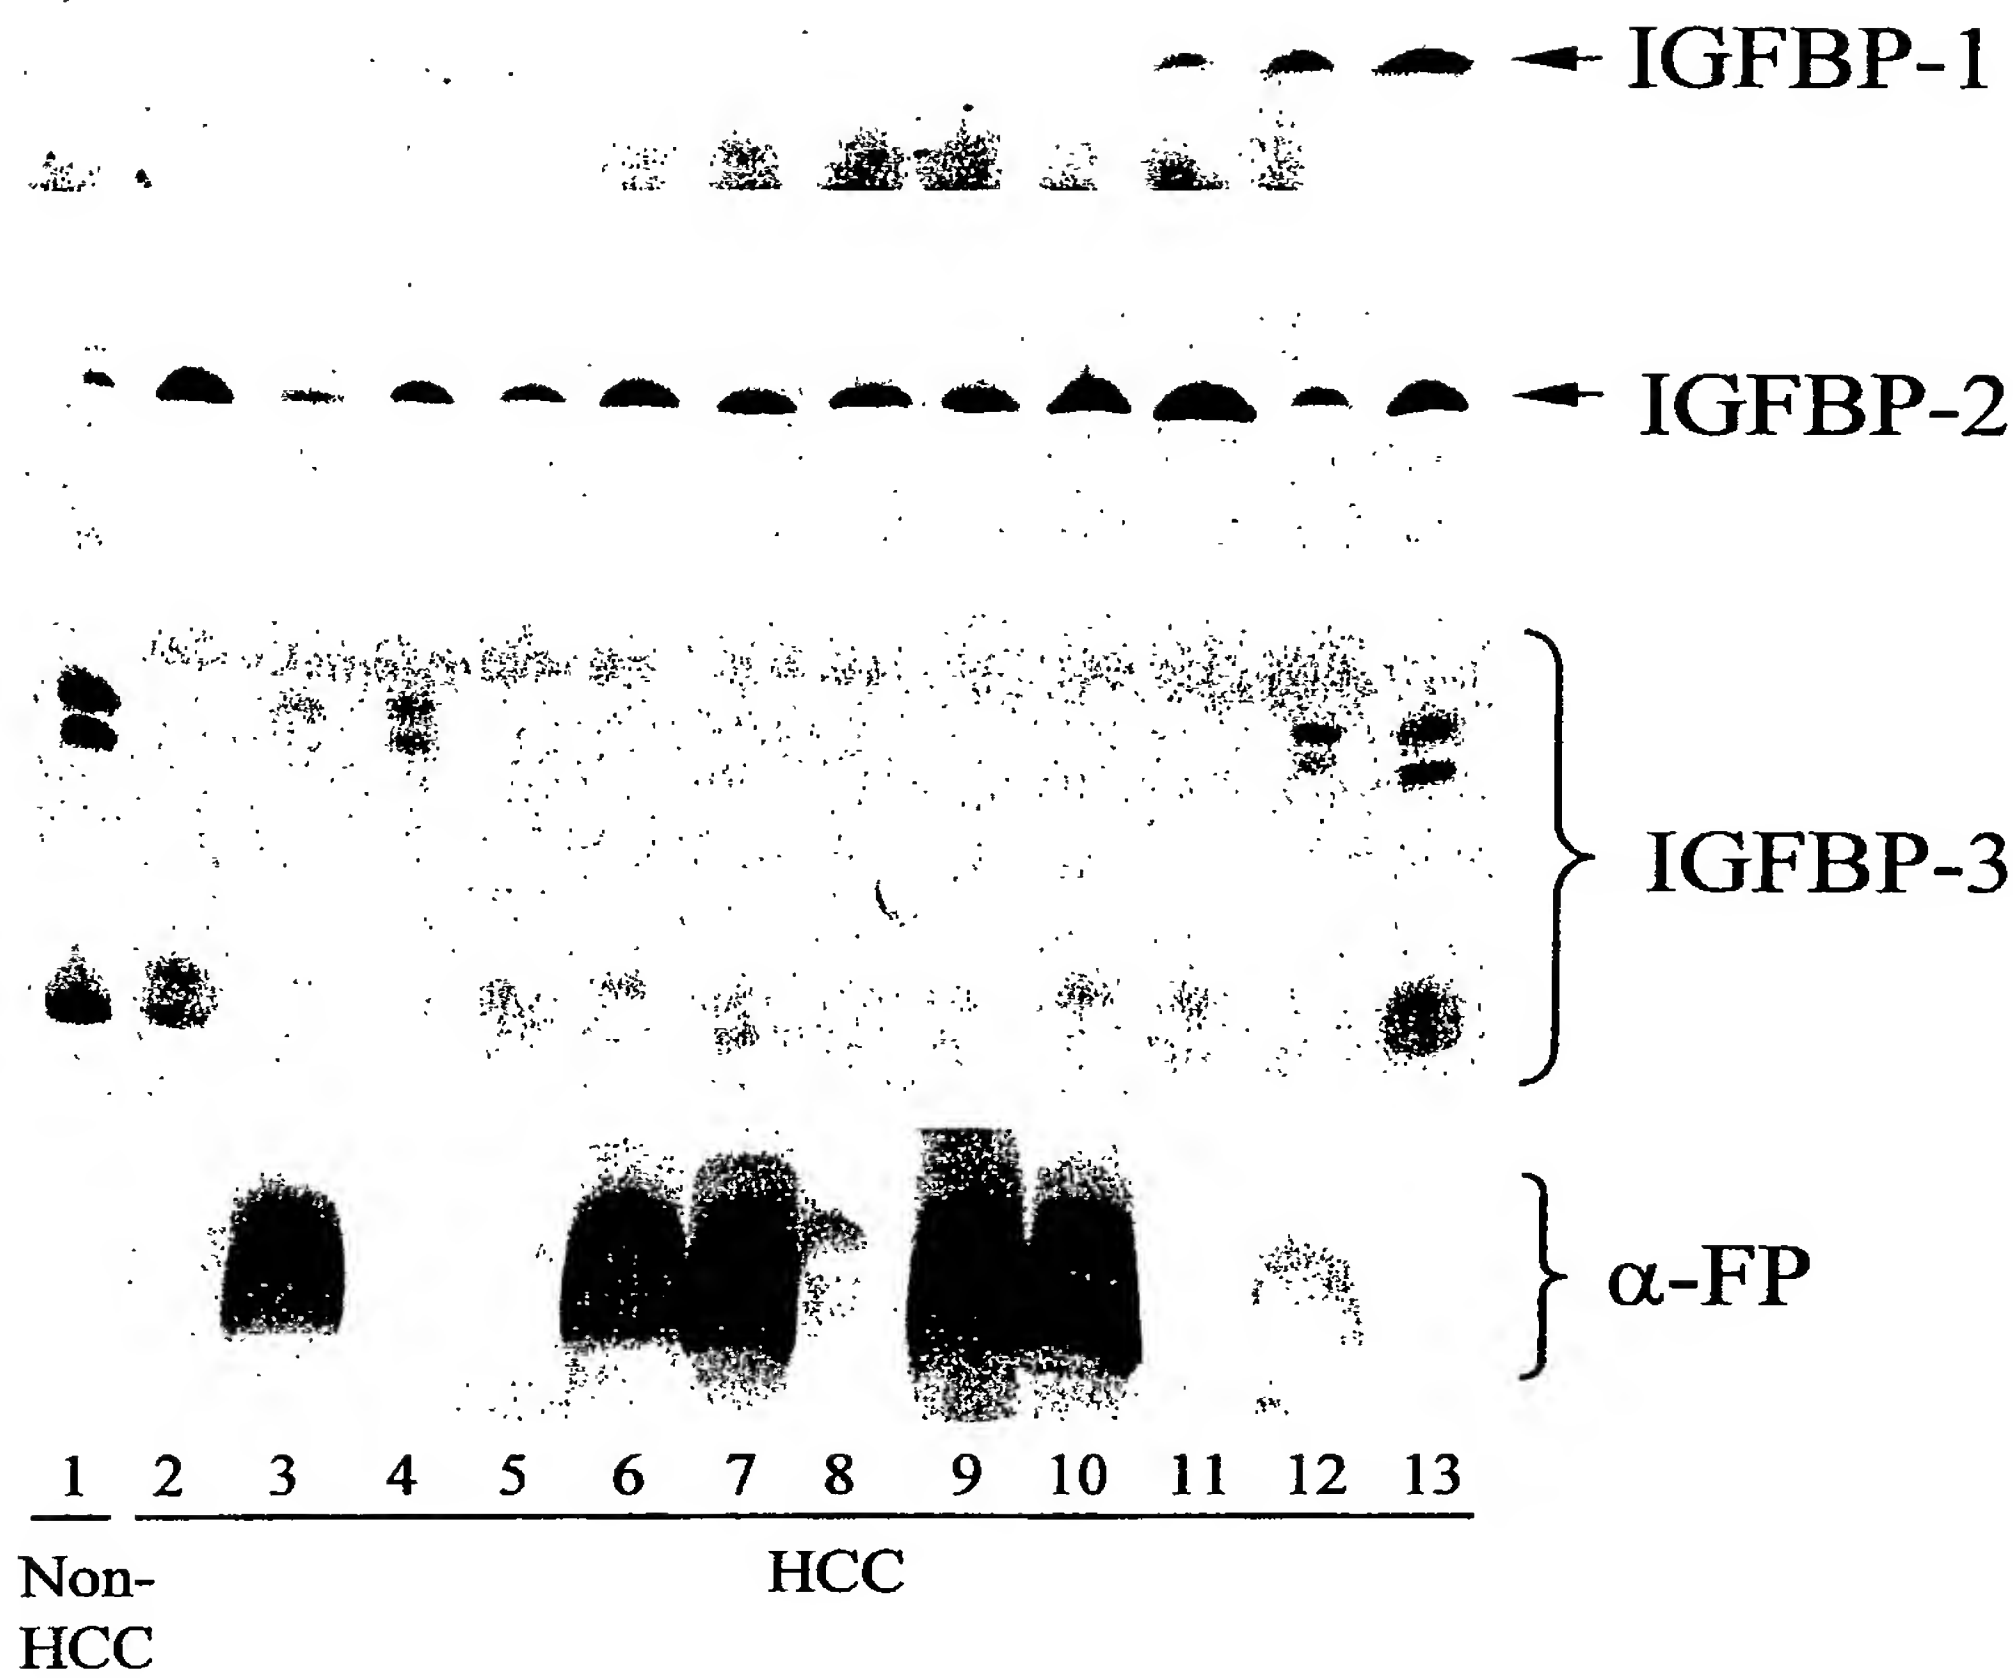 IGFBP-1
IGFBP-2
IGFBP-3
α-FP
1 2 3 4 5 6 7 8 9 10 11 12 13
Non-
HCC
HCC